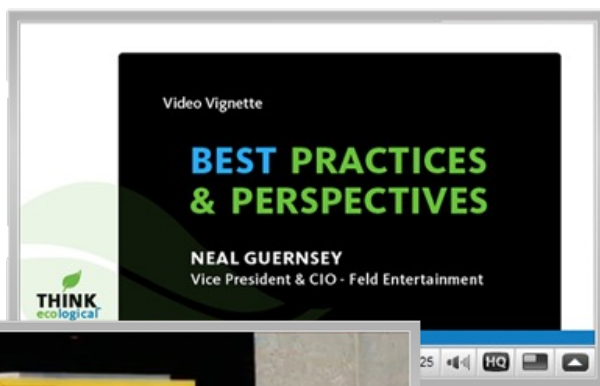 Video Vignette
BEST PRACTICES
& PERSPECTIVES
NEAL GUERNSEY
Vice President & CIO - Feld Entertainment
THINK
ecological
25
HQ